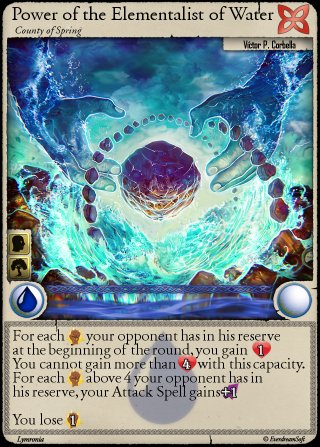 Power of the Elementalist of Water
County of Spring
Víctor P. Corbella
For each your opponent has in his reserve
at the beginning of the round, you gain 1
You cannot gain more than 4 with this capacity.
For each above 4 your opponent has in
his reserve, your Attack Spell gains +1
You lose 1
Lymronia
© EverdreamSoft